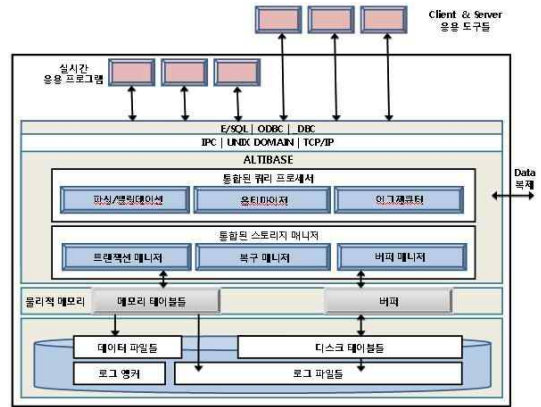 Client & Server
응용 도구들
실시간
응용 프로그램
E/SQL | ODBC | DBC
IPC | UNIX DOMAIN | TCP/IP
ALTIBASE
Data
복제
통합된 쿼리 프로세서
파싱/밸리데이션
옵티마이저
이그제큐터
통합된 스토리지 매니저
트랜잭션 매니저
복구 매니저
버퍼 매니저
물리적 메모리
메모리 테이블들
버퍼
데이터 파일들
디스크 테이블들
로그 앵커
로그 파일들